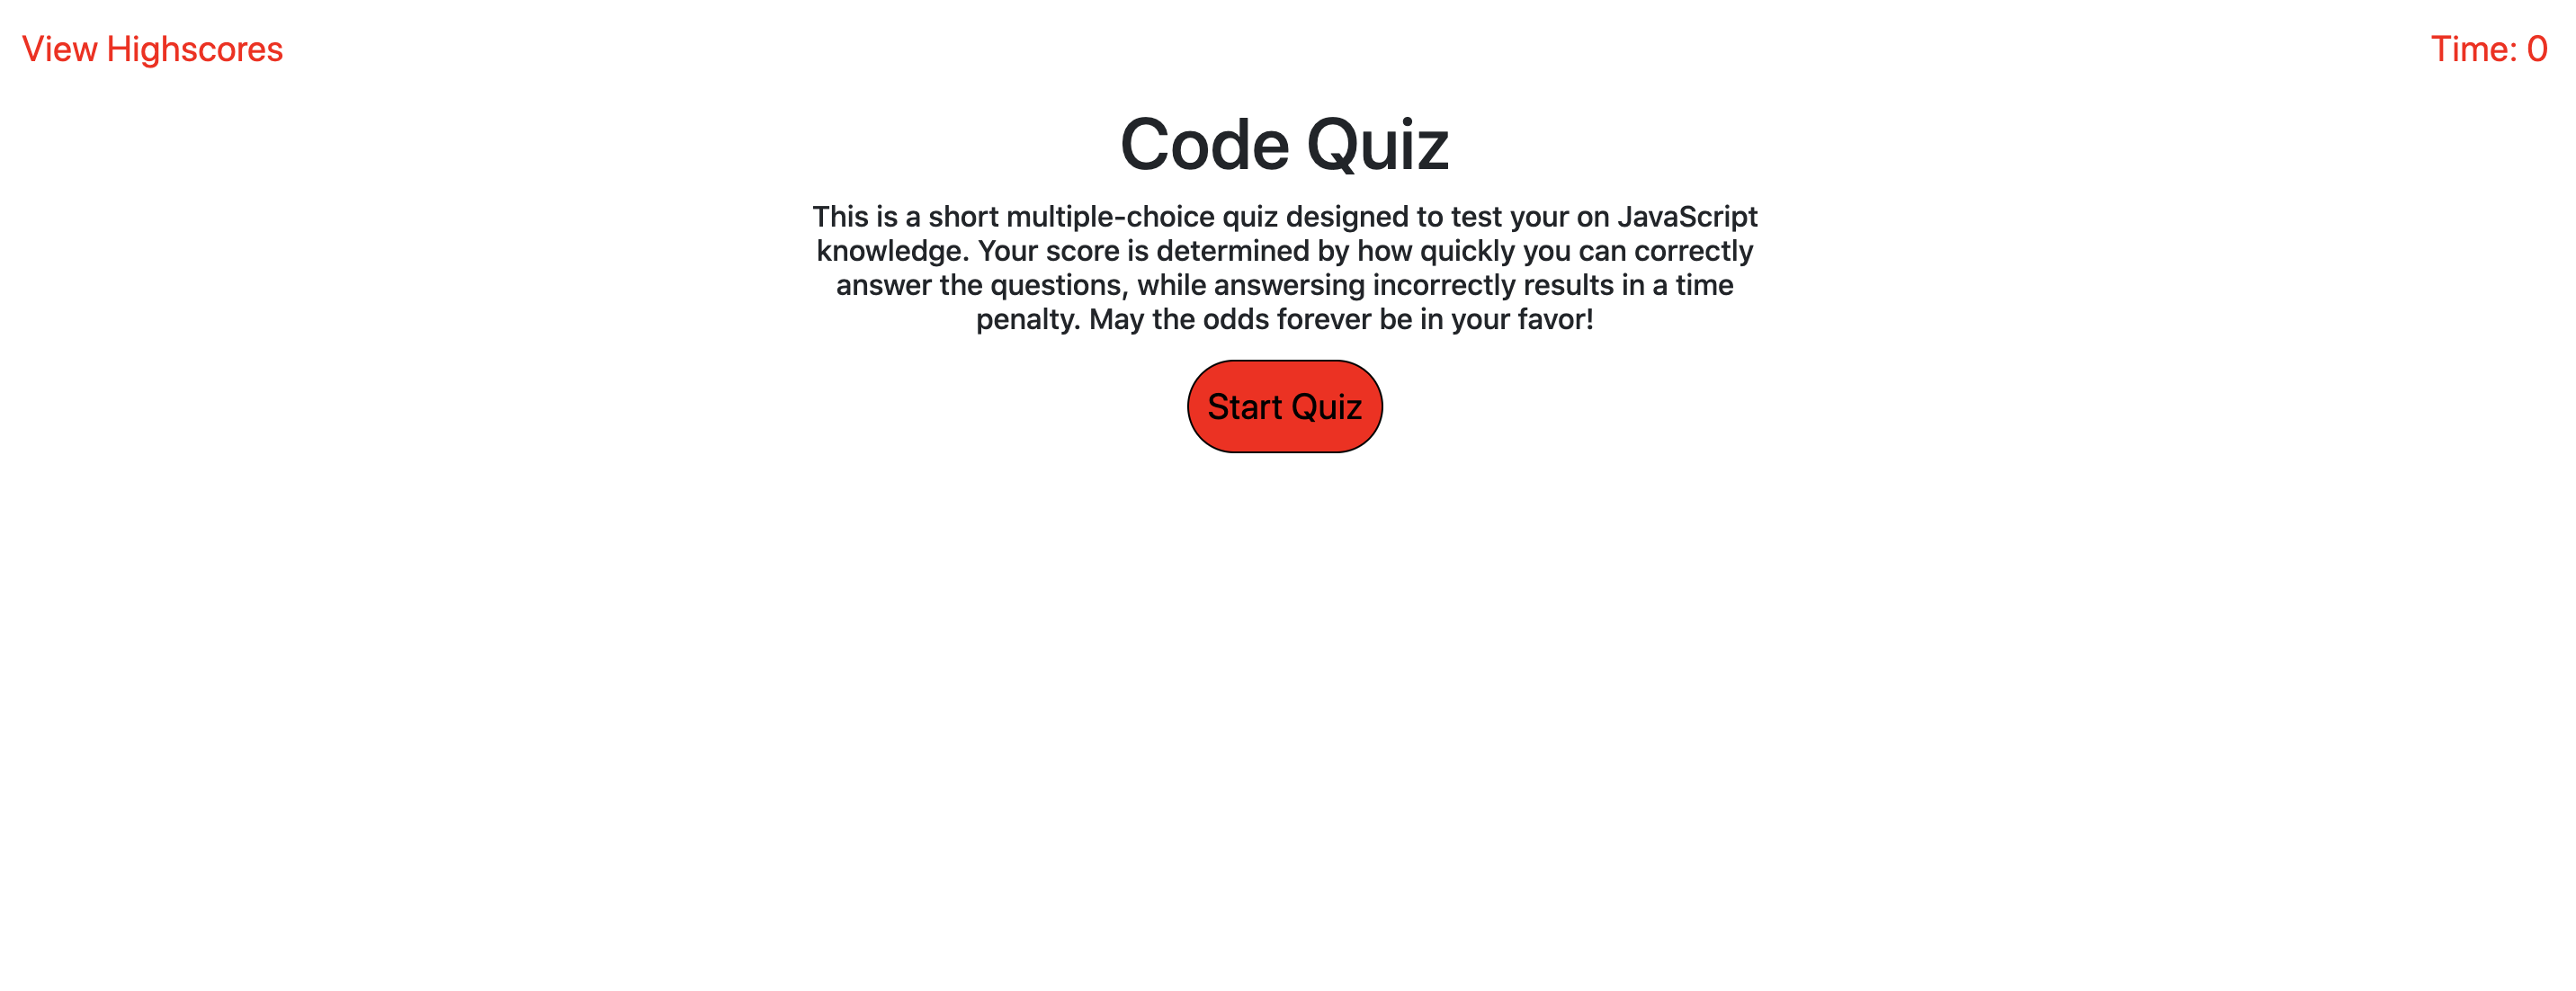 View Highscores
Time: 0
Code Quiz
This is a short multiple-choice quiz designed to test your on JavaScript
knowledge. Your score is determined by how quickly you can correctly
answer the questions, while answersing incorrectly results in a time
penalty. May the odds forever be in your favor!
Start Quiz